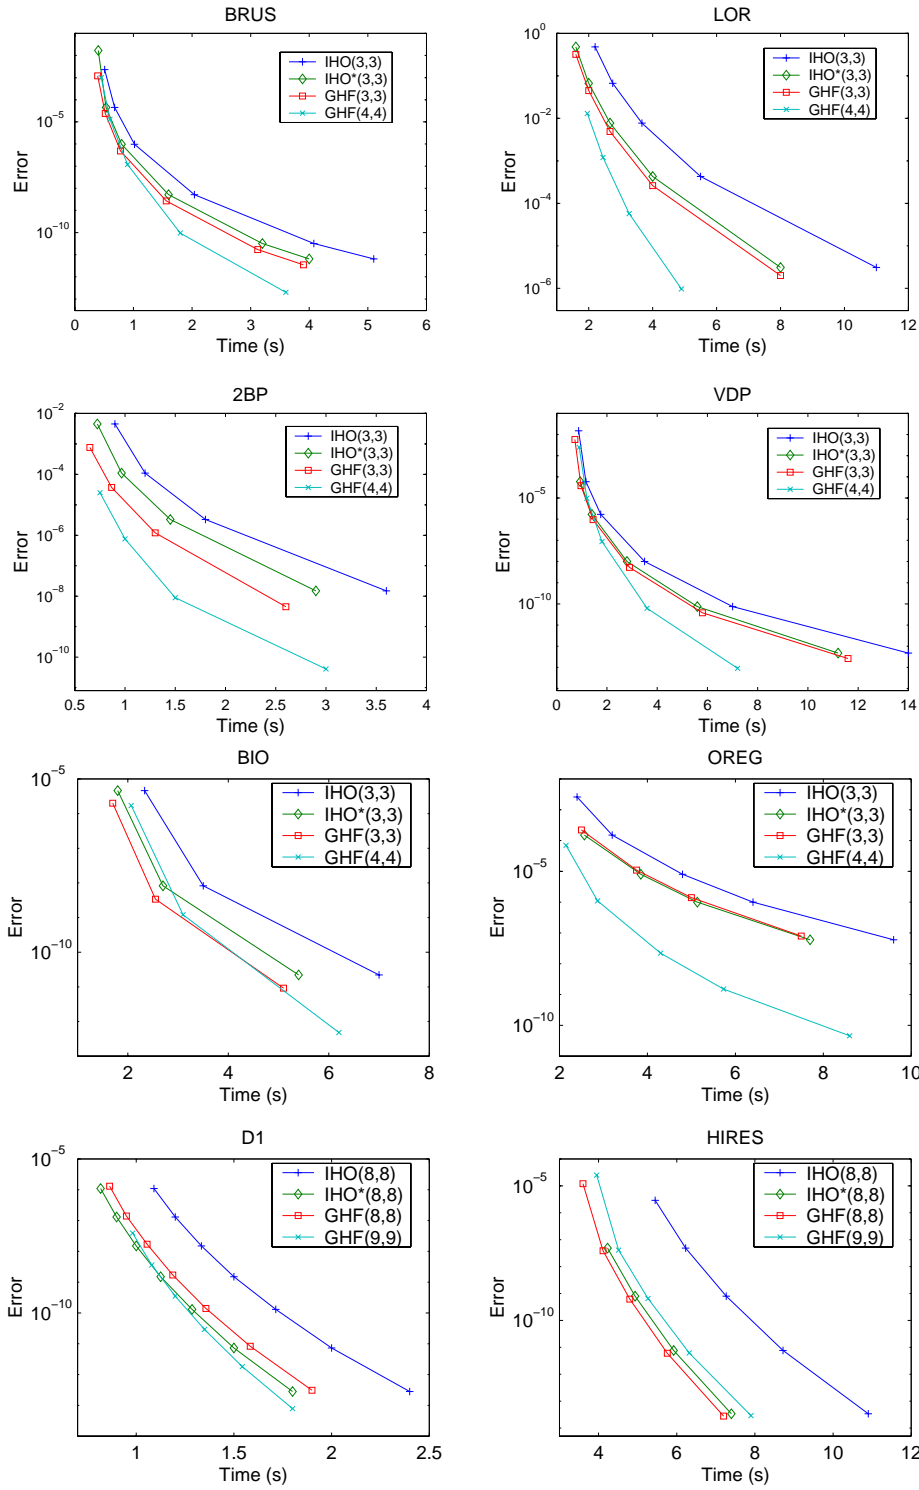 BRUS
Error
10^-5
10^-10
IHO(3,3)
IHO*(3,3)
GHF(3,3)
GHF(4,4)
0 1 2 3 4 5 6
Time (s)
LOR
Error
10^0
10^-2
10^-4
10^-6
IHO(3,3)
IHO*(3,3)
GHF(3,3)
GHF(4,4)
2 4 6 8 10 12
Time (s)
2BP
Error
10^-2
10^-4
10^-6
10^-8
10^-10
IHO(3,3)
IHO*(3,3)
GHF(3,3)
GHF(4,4)
0.5 1 1.5 2 2.5 3 3.5 4
Time (s)
VDP
Error
10^-5
10^-10
IHO(3,3)
IHO*(3,3)
GHF(3,3)
GHF(4,4)
0 2 4 6 8 10 12 14
Time (s)
BIO
Error
10^-5
10^-10
IHO(3,3)
IHO*(3,3)
GHF(3,3)
GHF(4,4)
2 4 6 8
Time (s)
OREG
Error
10^-5
10^-10
IHO(3,3)
IHO*(3,3)
GHF(3,3)
GHF(4,4)
2 4 6 8 10
Time (s)
D1
Error
10^-5
10^-10
IHO(8,8)
IHO*(8,8)
GHF(8,8)
GHF(9,9)
1 1.5 2 2.5
Time (s)
HIRES
Error
10^-5
10^-10
IHO(8,8)
IHO*(8,8)
GHF(8,8)
GHF(9,9)
4 6 8 10 12
Time (s)